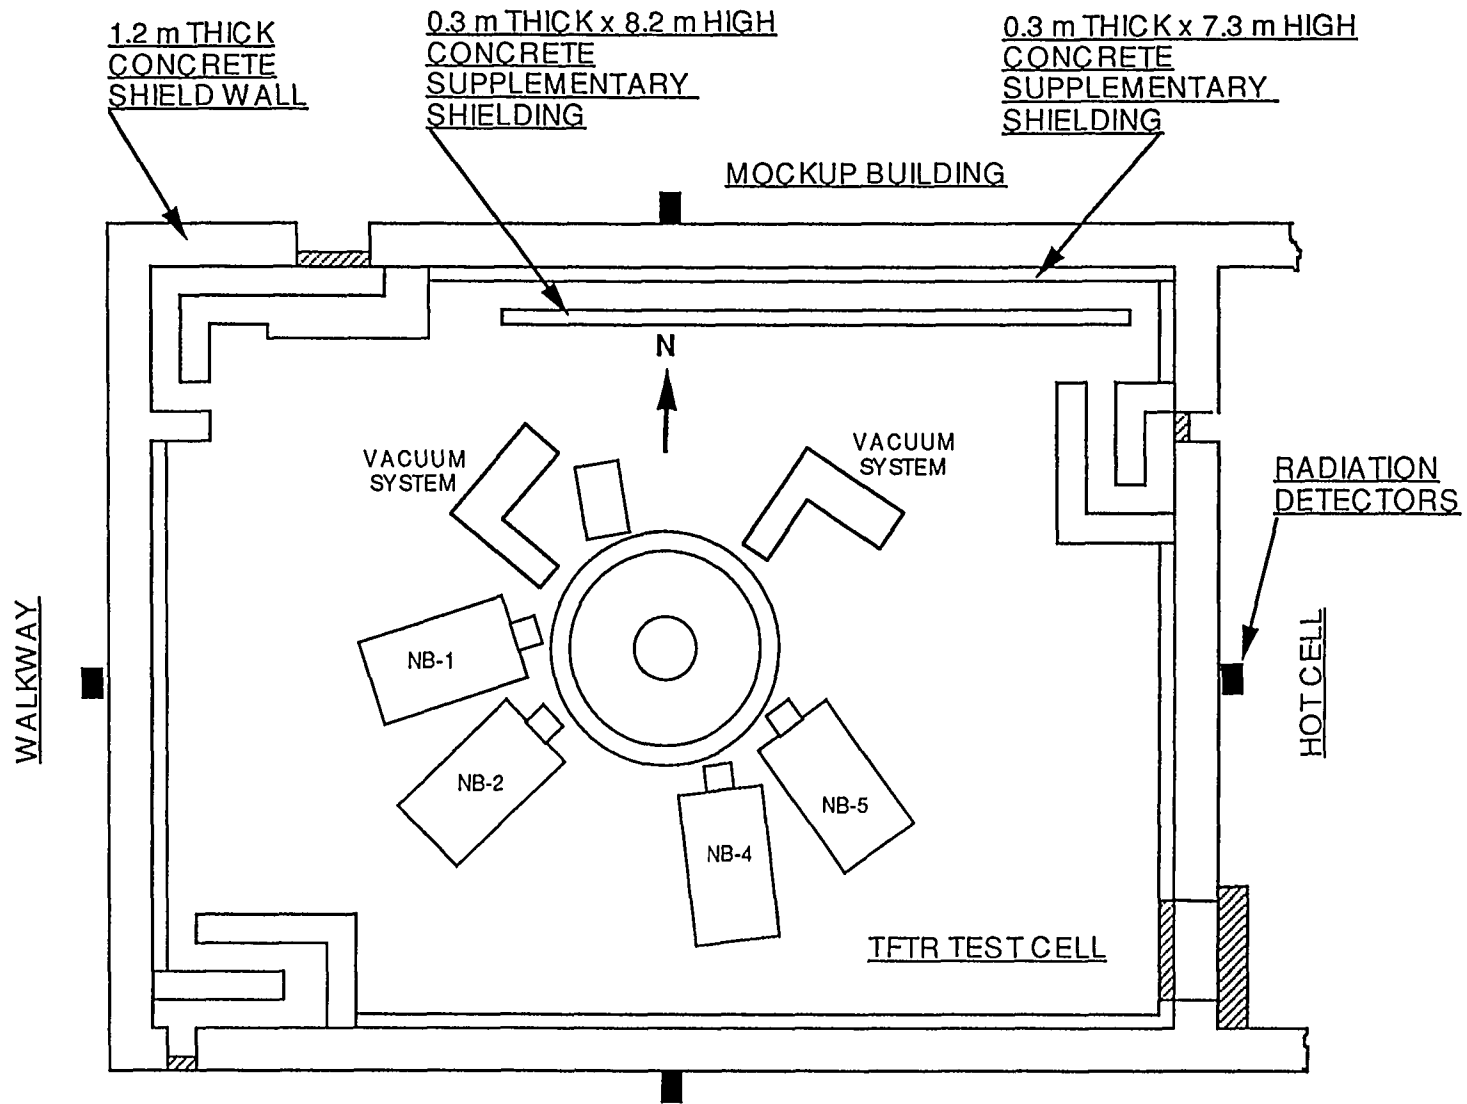 1.2 m THICK
CONCRETE
SHIELD WALL
0.3 m THICK x 8.2 m HIGH
CONCRETE
SUPPLEMENTARY
SHIELDING
0.3 m THICK x 7.3 m HIGH
CONCRETE
SUPPLEMENTARY
SHIELDING
MOCKUP BUILDING
N
VACUUM
SYSTEM
VACUUM
SYSTEM
RADIATION
DETECTORS
WALKWAY
HOT CELL
NB-1
NB-2
NB-4
NB-5
TFTR TEST CELL